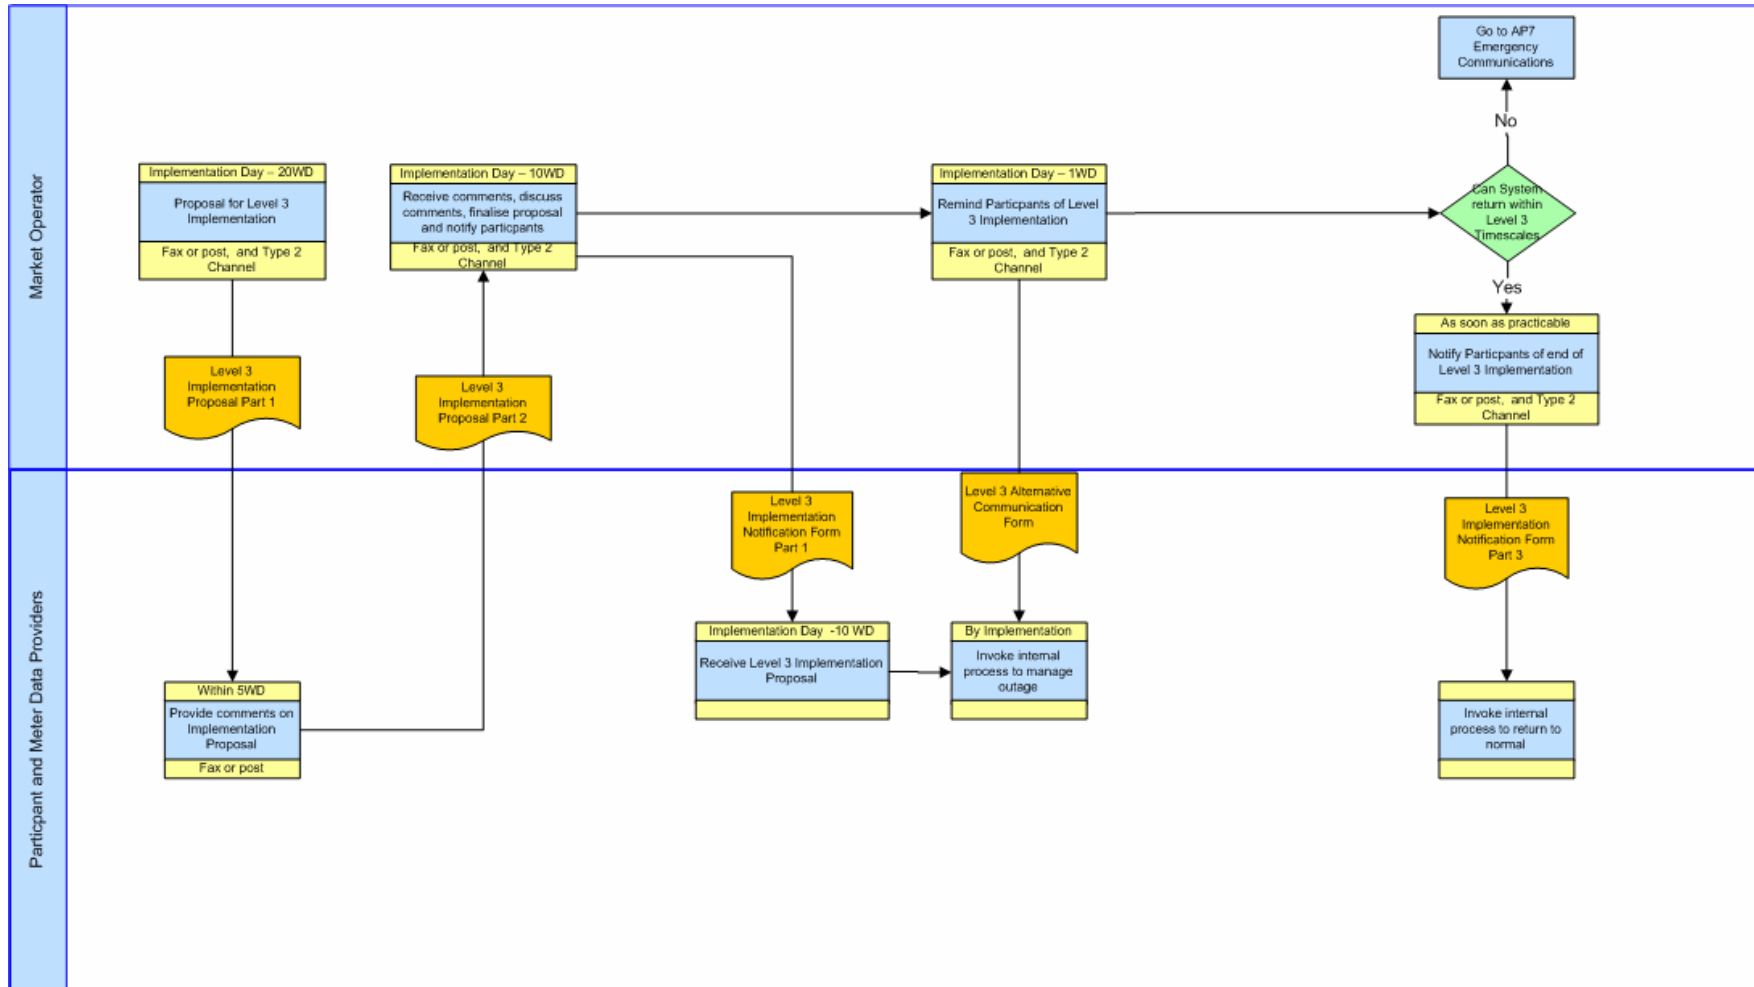 Market Operator
Go to AP7
Emergency
Communications
No
Implementation Day – 20WD
Proposal for Level 3
Implementation
Fax or post,  and Type 2
Channel
Implementation Day – 10WD
Receive comments, discuss
comments, finalise proposal
and notify particpants
Fax or post,  and Type 2
Channel
Implementation Day – 1WD
Remind Particpants of Level
3 Implementation
Fax or post,  and Type 2
Channel
Can System
return within
Level 3
Timescales
Yes
As soon as practicable
Notify Particpants of end of
Level 3 Implementation
Fax or post,  and Type 2
Channel
Level 3
Implementation
Proposal Part 1
Level 3
Implementation
Proposal Part 2
Particpant and Meter Data Providers
Level 3
Implementation
Notification Form
Part 1
Level 3 Alternative
Communication
Form
Level 3
Implementation
Notification Form
Part 3
Within 5WD
Provide comments on
Implementation
Proposal
Fax or post
Implementation Day  -10 WD
Receive Level 3 Implementation
Proposal
By Implementation
Invoke internal
process to manage
outage
Invoke internal
process to return to
normal